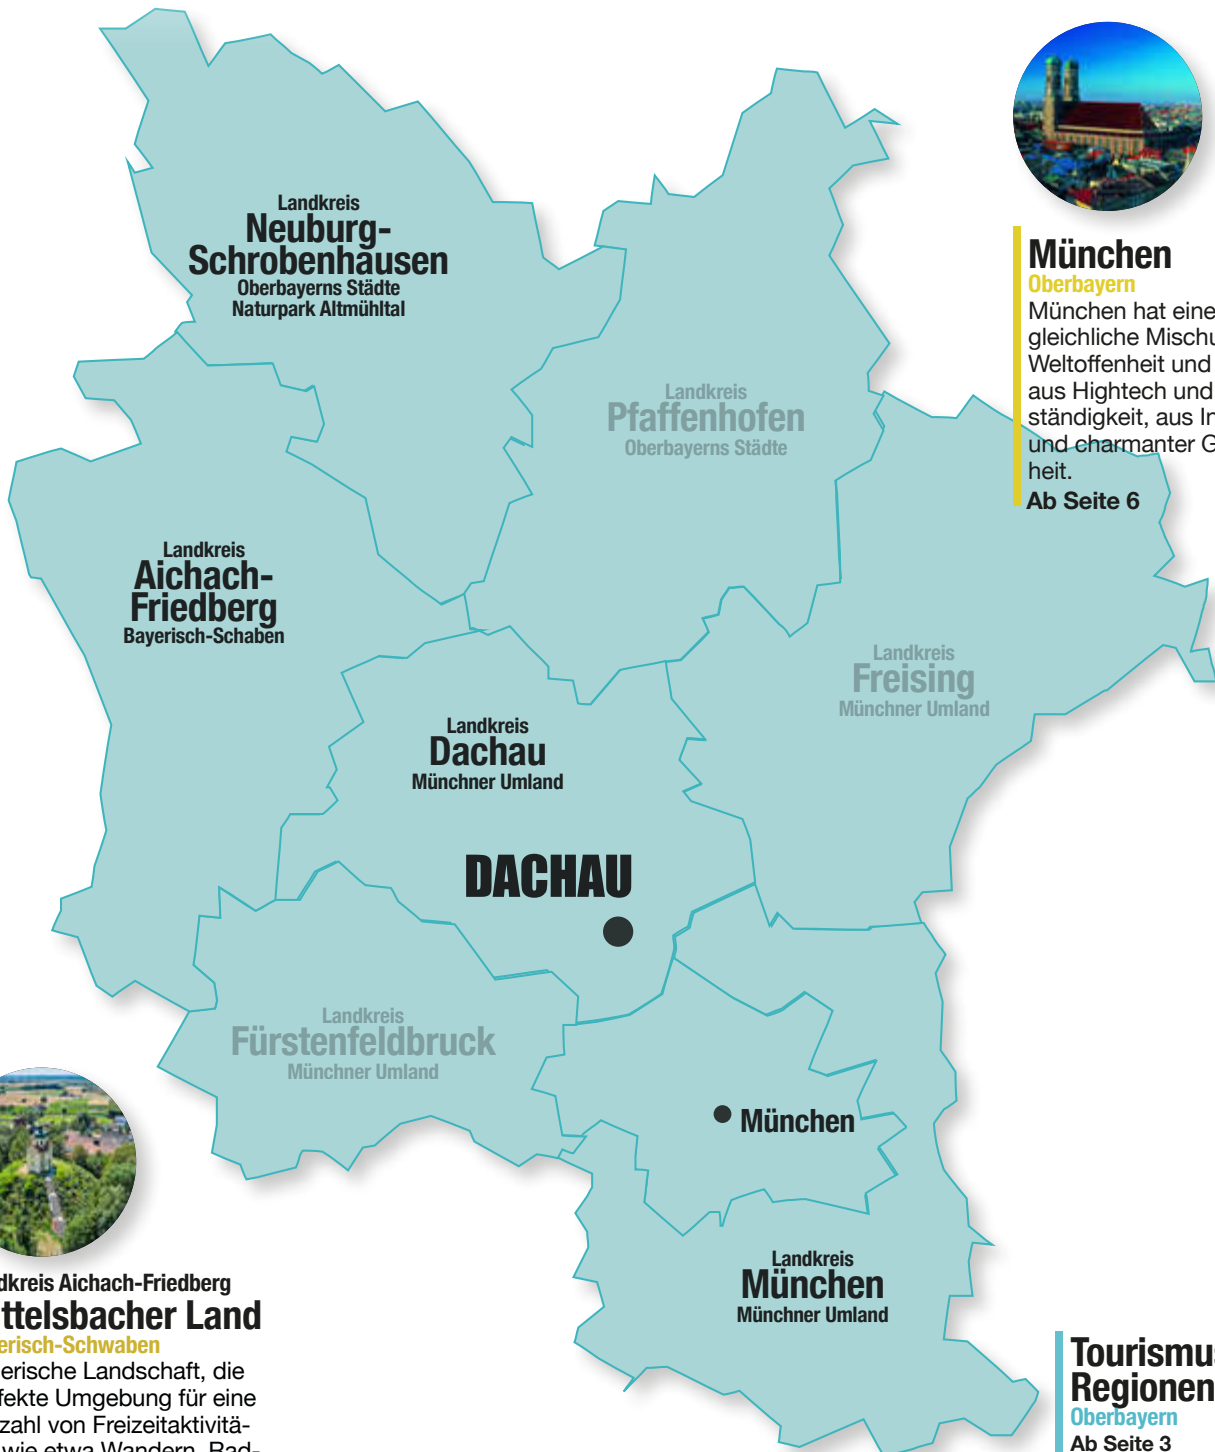 Landkreis
Neuburg-
Schrobenhausen
Oberbayerns Städte
Naturpark Altmühltal
München
Oberbayern
München hat eine
gleichliche
Weltoffenheit und
aus Hightech und
ständigkeit, aus
und charmanter
heit.
Ab Seite 6
Landkreis
Pfaffenhofen
Oberbayerns Städte
Landkreis
Aichach-
Friedberg
Bayerisch-Schaben
Landkreis
Freising
Münchner Umland
Landkreis
Dachau
Münchner Umland
DACHAU
Landkreis
Fürstenfeldbruck
Münchner Umland
München
Landkreis
München
Münchner Umland
dkreis Aichach-Friedberg
ttelsbacher Land
erisch-Schwaben
erische Landschaft, die
fekte Umgebung für eine
zahl von Freizeitaktivitä-
wie etwa Wandern, Rad-
Tourismus
Regionen
Oberbayern
Ab Seite 3